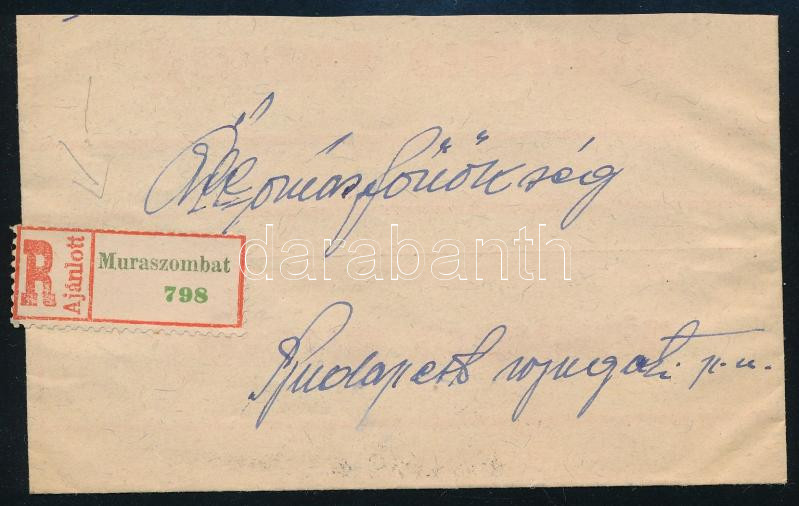 Állomásfőnökség
R
Ajánlott
Muraszombat
798
darabanth
Budapest nyugati p.u.